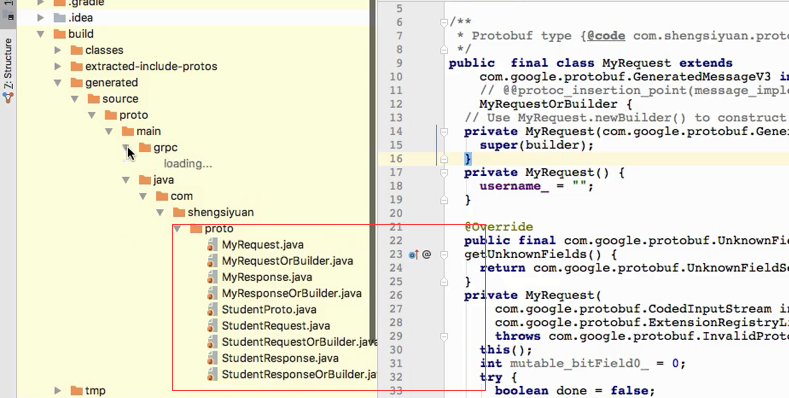 .gradle
.idea
build
classes
extracted-include-protos
generated
source
proto
main
grpc
loading...
java
com
shengsiyuan
proto
MyRequest.java
MyRequestOrBuilder.java
MyResponse.java
MyResponseOrBuilder.java
StudentProto.java
StudentRequest.java
StudentRequestOrBuilder.java
StudentResponse.java
StudentResponseOrBuilder.ja
tmp
1:
Z: Structure
5
6 /**
7 * Protobuf type {@code com.shengsiyuan.proto
8 */
9 public final class MyRequest extends
10 com.google.protobuf.GeneratedMessageV3 im
11 // @@protoc_insertion_point(message_imple
12 MyRequestOrBuilder {
13 // Use MyRequest.newBuilder() to construct
14 private MyRequest(com.google.protobuf.Gene
15 super(builder);
16 }
17 private MyRequest() {
18 username_ = "";
19 }
20
21 @Override
22 public final com.google.protobuf.UnknownFie
23 @ getUnknownFields() {
24 return com.google.protobuf.UnknownFieldSe
25 }
26 private MyRequest(
27 com.google.protobuf.CodedInputStream in
28 com.google.protobuf.ExtensionRegistryLi
29 throws com.google.protobuf.InvalidProto
30 this();
31 int mutable_bitField0_ = 0;
32 try {
33 boolean done = false;